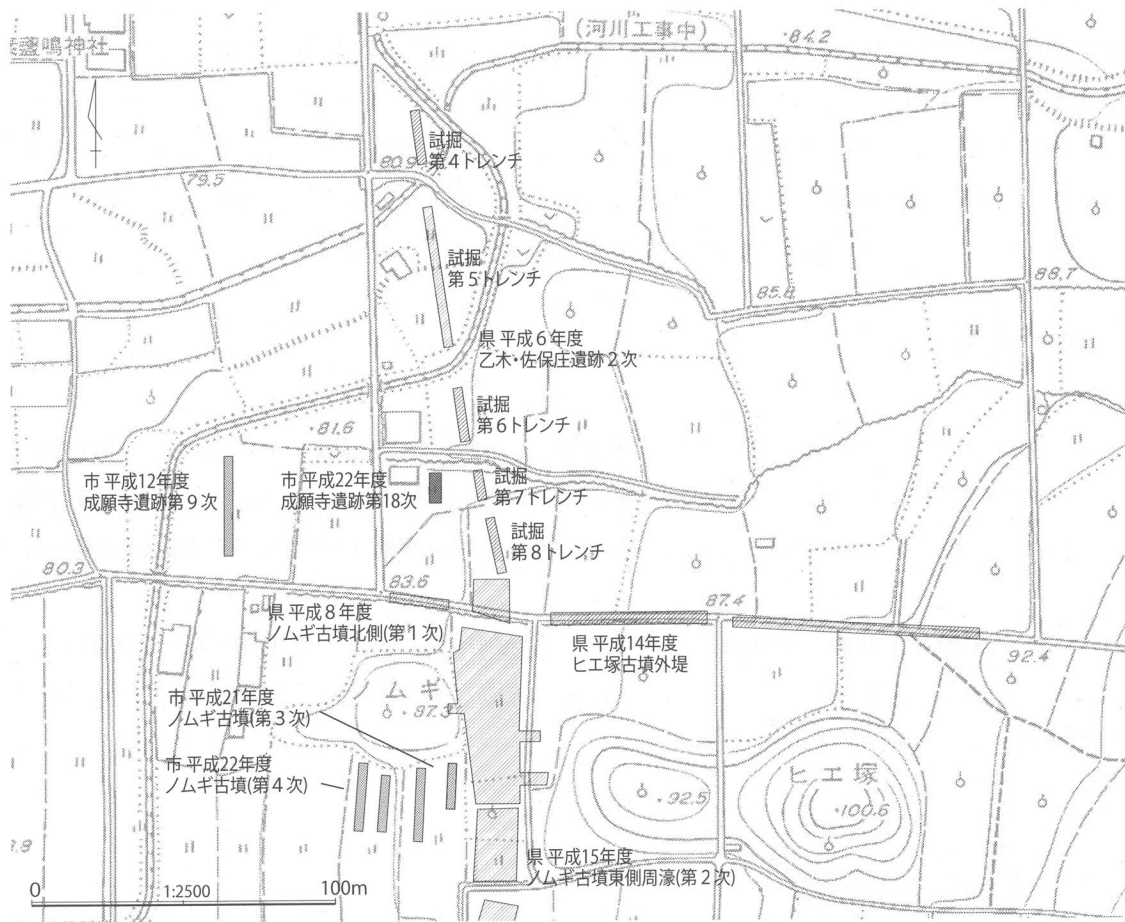 盞鳴神社
(河川工事中)
84.2
試掘
第4トレンチ
80.9
79.5
試掘
第5トレンチ
88.7
85.8
県 平成6年度
乙木・佐保庄遺跡2次
試掘
第6トレンチ
81.6
市 平成12年度
成願寺遺跡第9次
市 平成22年度
成願寺遺跡第18次
試掘
第7トレンチ
試掘
第8トレンチ
80.3
83.6
87.4
県 平成8年度
ノムギ古墳北側(第1次)
県 平成14年度
ヒエ塚古墳外堤
92.4
市 平成21年度
ノムギ古墳(第3次)
ノムギ
87.3
市 平成22年度
ノムギ古墳(第4次)
ヒエ塚
92.5
100.6
県 平成15年度
ノムギ古墳東側周濠(第2次)
0
1:2500
100m